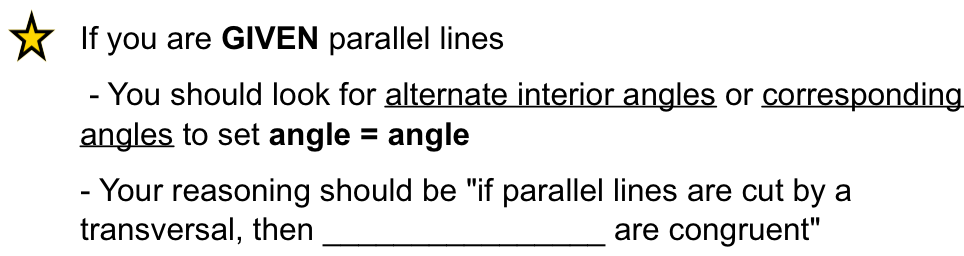 If you are GIVEN parallel lines
- You should look for alternate interior angles or corresponding
angles to set angle = angle
- Your reasoning should be "if parallel lines are cut by a
transversal, then _________________ are congruent"